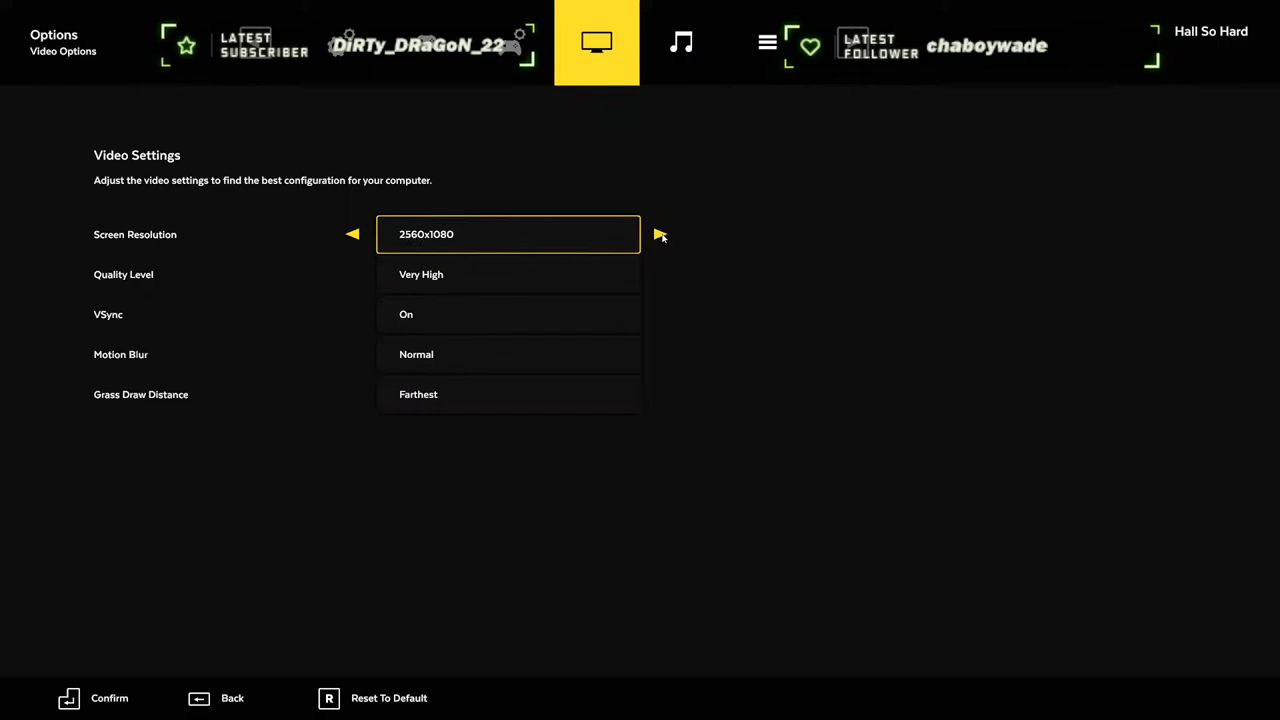 Options
Video Options
LATEST
SUBSCRIBER
DiRTy_DRaGoN_22
LATEST
FOLLOWER
chaboywade
Hall So Hard
Video Settings
Adjust the video settings to find the best configuration for your computer.
Screen Resolution
2560x1080
Quality Level
Very High
VSync
On
Motion Blur
Normal
Grass Draw Distance
Farthest
Confirm
Back
R
Reset To Default